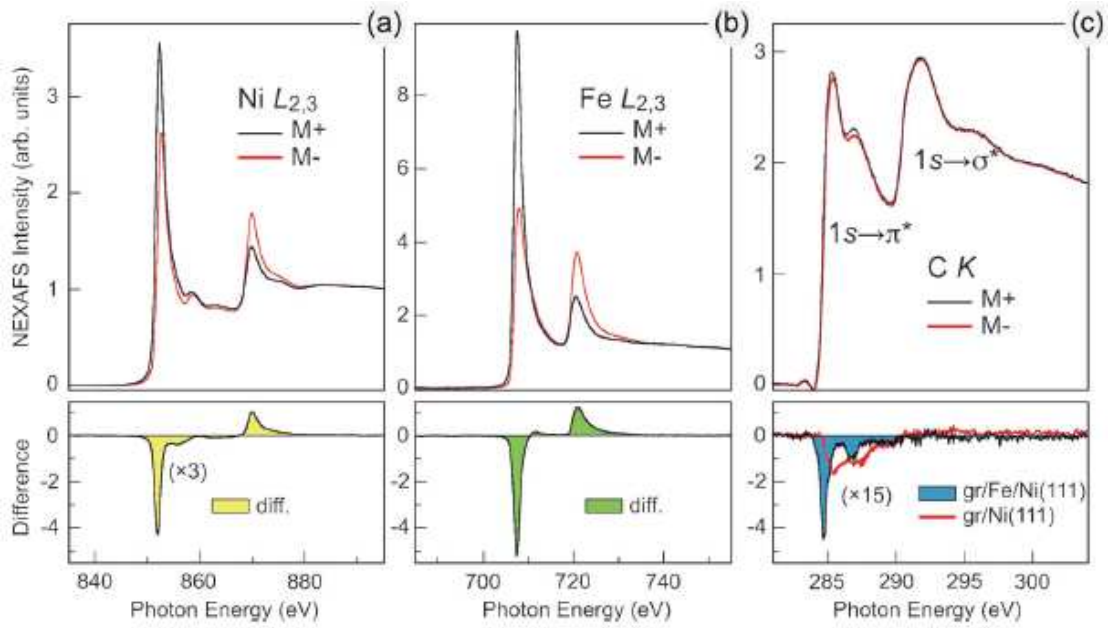 (a)
(b)
(c)
NEXAFS Intensity (arb. units)
3
2
1
0
Ni L2,3
M+
M-
8
6
4
2
0
Fe L2,3
M+
M-
3
2
1
0
1s→π*
1s→σ*
C K
M+
M-
Difference
0
-2
-4
(×3)
diff.
840
860
880
Photon Energy (eV)
0
-2
-4
diff.
700
720
740
Photon Energy (eV)
0
-2
-4
(×15)
gr/Fe/Ni(111)
gr/Ni(111)
285
290
295
300
Photon Energy (eV)